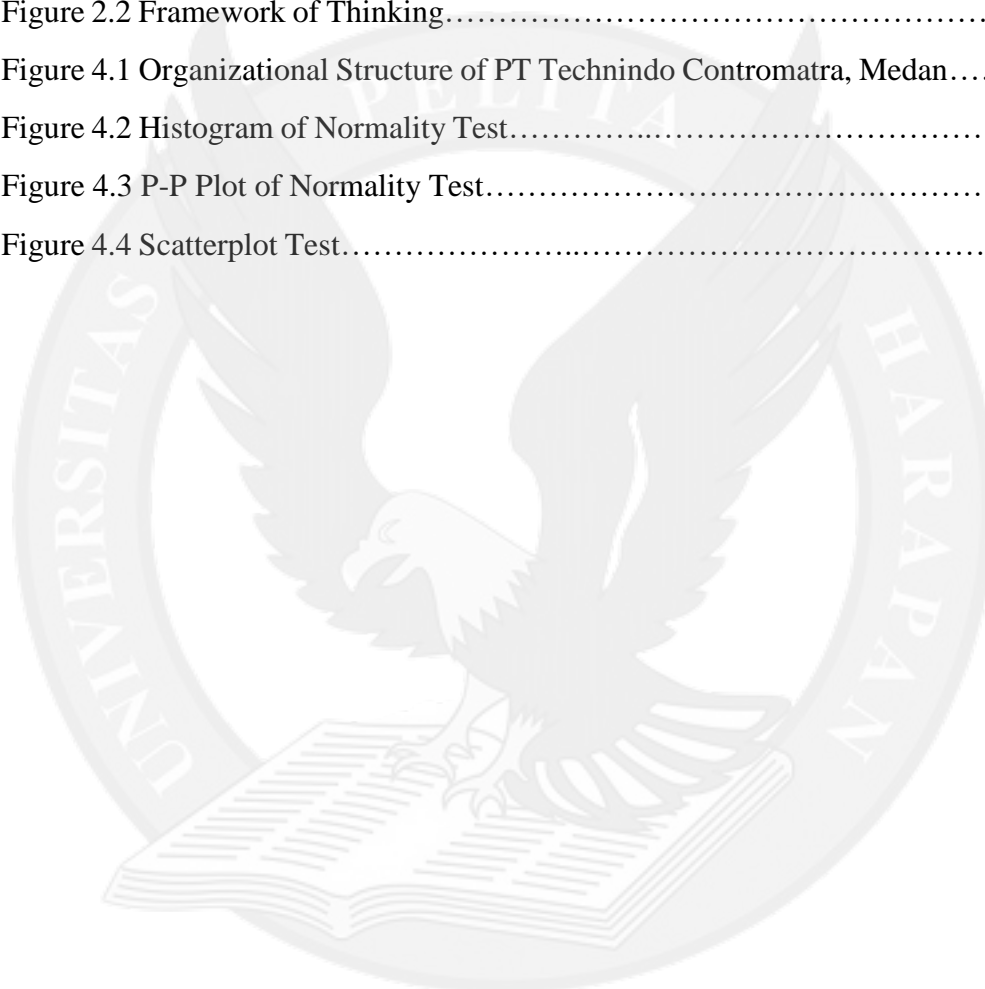 Figure 2.2 Framework of Thinking……………………………………………
Figure 4.1 Organizational Structure of PT Technindo Contromatra, Medan….
Figure 4.2 Histogram of Normality Test…………..……………………………
Figure 4.3 P-P Plot of Normality Test…………………………………….………
Figure 4.4 Scatterplot Test…………………..……………………………………
UNIVERSITAS PELITA HARAPAN